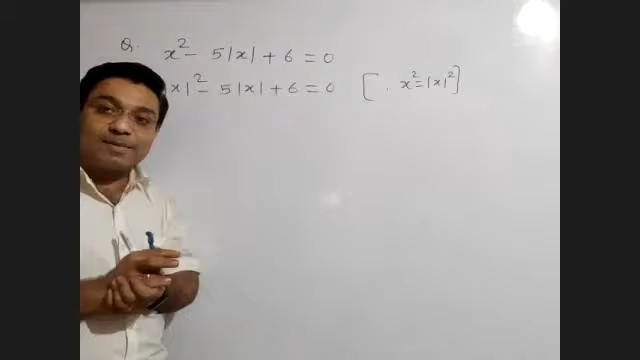 Q. x² - 5|x| + 6 = 0
x|² - 5|x| + 6 = 0 [ . x² = |x|² ]